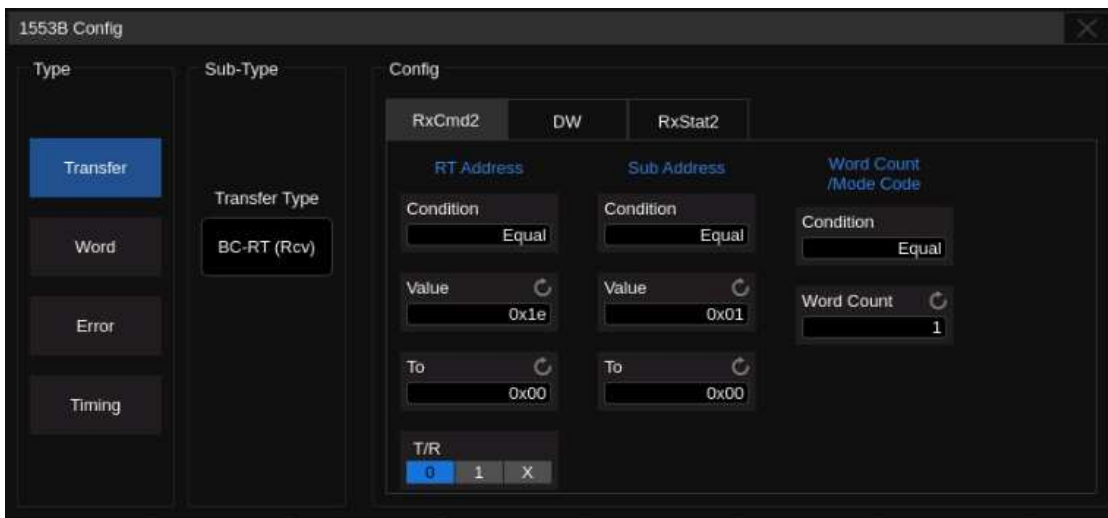 1553B Config
Type
Transfer
Word
Error
Timing
Sub-Type
Transfer Type
BC-RT (Rcv)
Config
RxCmd2 DW RxStat2
RT Address
Condition
Equal
Value
0x1e
To
0x00
T/R
0 1 X
Sub Address
Condition
Equal
Value
0x01
To
0x00
Word Count
/Mode Code
Condition
Equal
Word Count
1